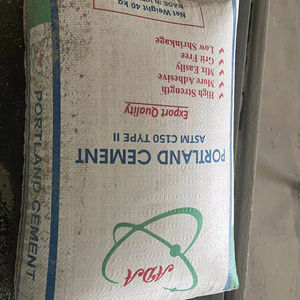 ADA
PORTLAND CEMENT
ASTM C150 TYPE II
Export Quality
High Strength
More Adhesive
Mix Easily
Grit Free
Low Shrinkage
Net Weight 40 KG
PORTLAND CEMENT